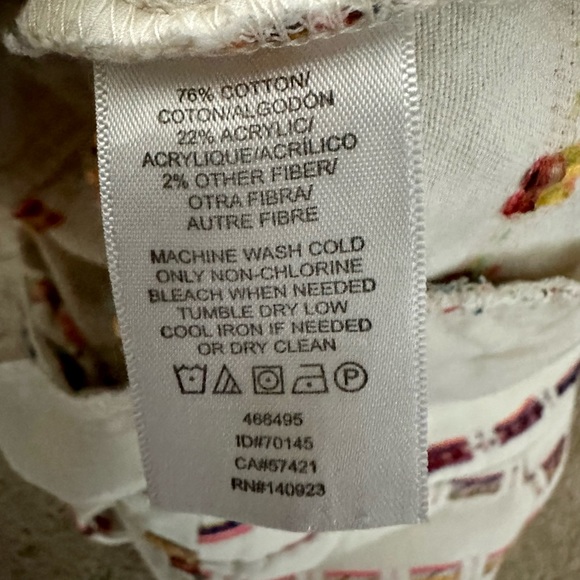 76% COTTON/
COTON/ALGODÓN
22% ACRYLIC/
ACRYLIQUE/ACRÍLICO
2% OTHER FIBER/
OTRA FIBRA/
AUTRE FIBRE
MACHINE WASH COLD
ONLY NON-CHLORINE
BLEACH WHEN NEEDED
TUMBLE DRY LOW
COOL IRON IF NEEDED
OR DRY CLEAN
P
466495
ID#70145
CA#57421
RN#140923